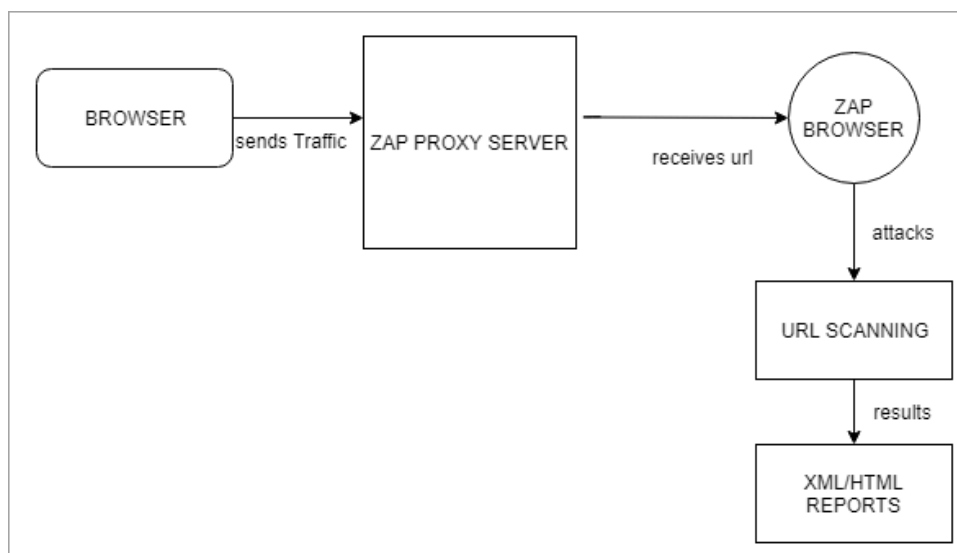 BROWSER
sends Traffic
ZAP PROXY SERVER
receives url
ZAP
BROWSER
attacks
URL SCANNING
results
XML/HTML
REPORTS